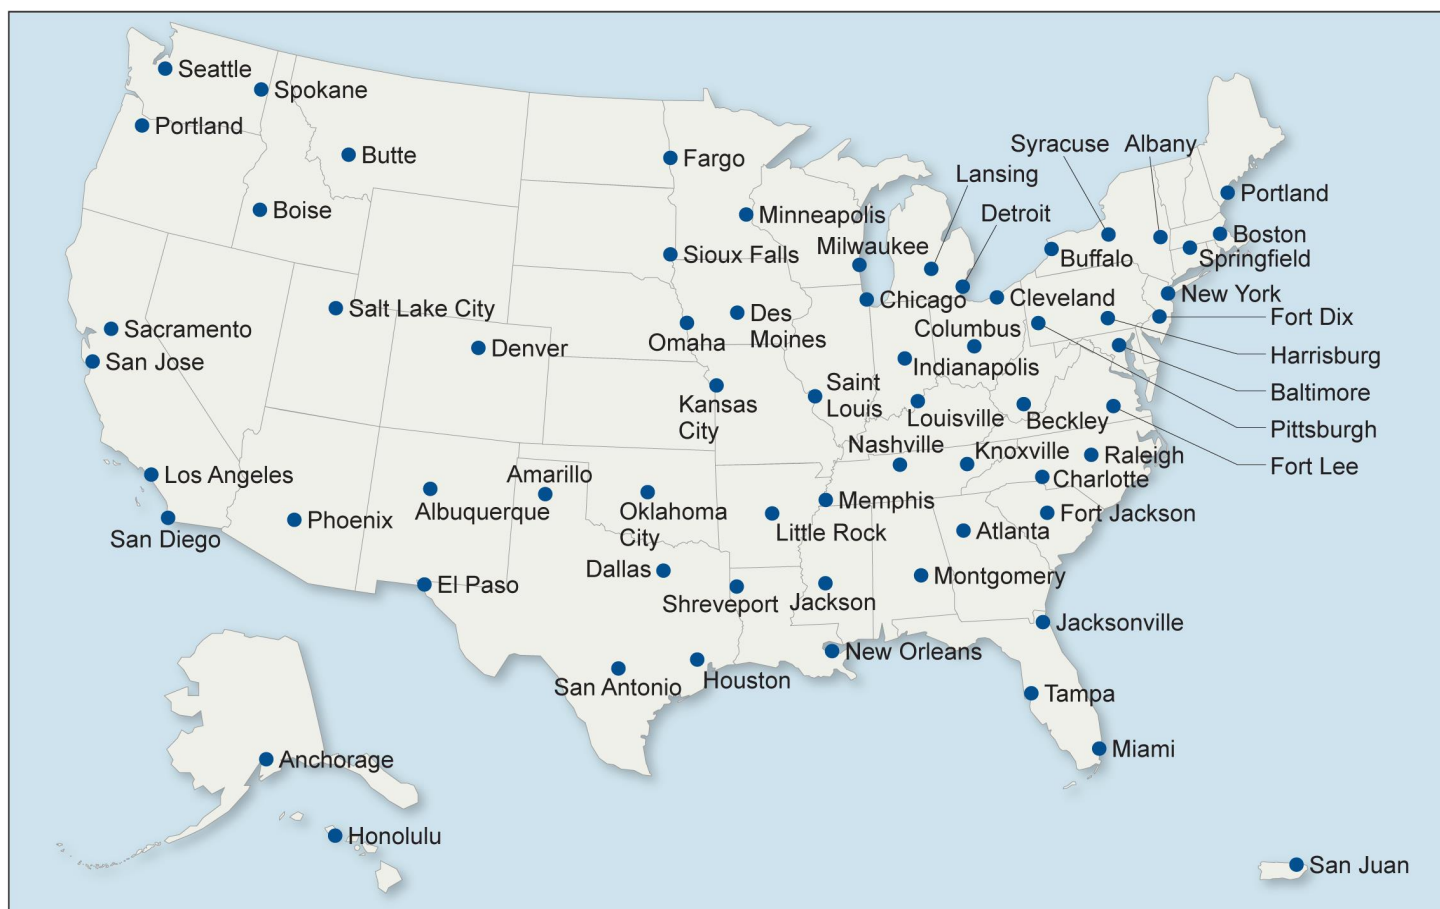 Seattle
Spokane
Portland
Butte
Fargo
Syracuse
Albany
Lansing
Portland
Boise
Minneapolis
Detroit
Milwaukee
Boston
Sioux Falls
Buffalo
Springfield
Salt Lake City
Chicago
Cleveland
New York
Sacramento
Des
Moines
Omaha
Columbus
Fort Dix
San Jose
Denver
Indianapolis
Harrisburg
Saint
Louis
Baltimore
Kansas
City
Louisville
Beckley
Pittsburgh
Nashville
Knoxville
Raleigh
Fort Lee
Los Angeles
Amarillo
Charlotte
Albuquerque
Oklahoma
City
Memphis
Phoenix
Little Rock
Fort Jackson
San Diego
Atlanta
Dallas
El Paso
Montgomery
Shreveport
Jackson
Jacksonville
New Orleans
San Antonio
Houston
Tampa
Miami
Anchorage
Honolulu
San Juan